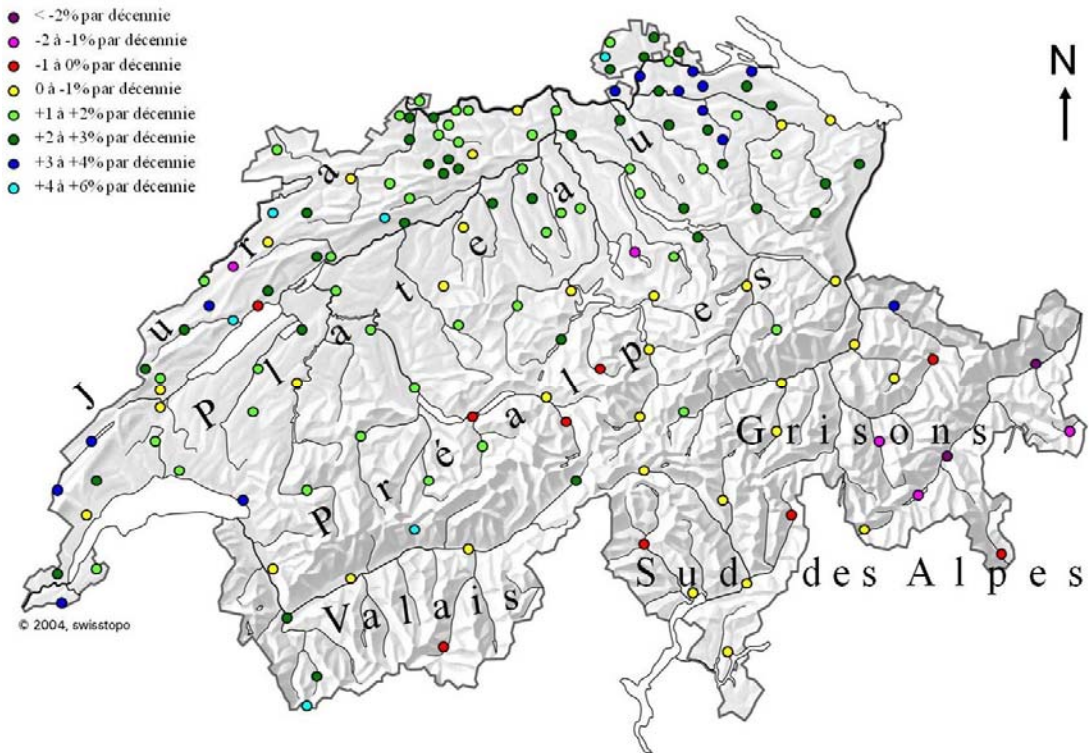 < -2% par décennie
-2 à -1% par décennie
-1 à 0% par décennie
0 à -1% par décennie
+1 à +2% par décennie
+2 à +3% par décennie
+3 à +4% par décennie
+4 à +6% par décennie
N
Jura
Plateau
Préalpes
Grisons
Valais
Sud des Alpes
© 2004, swisstopo